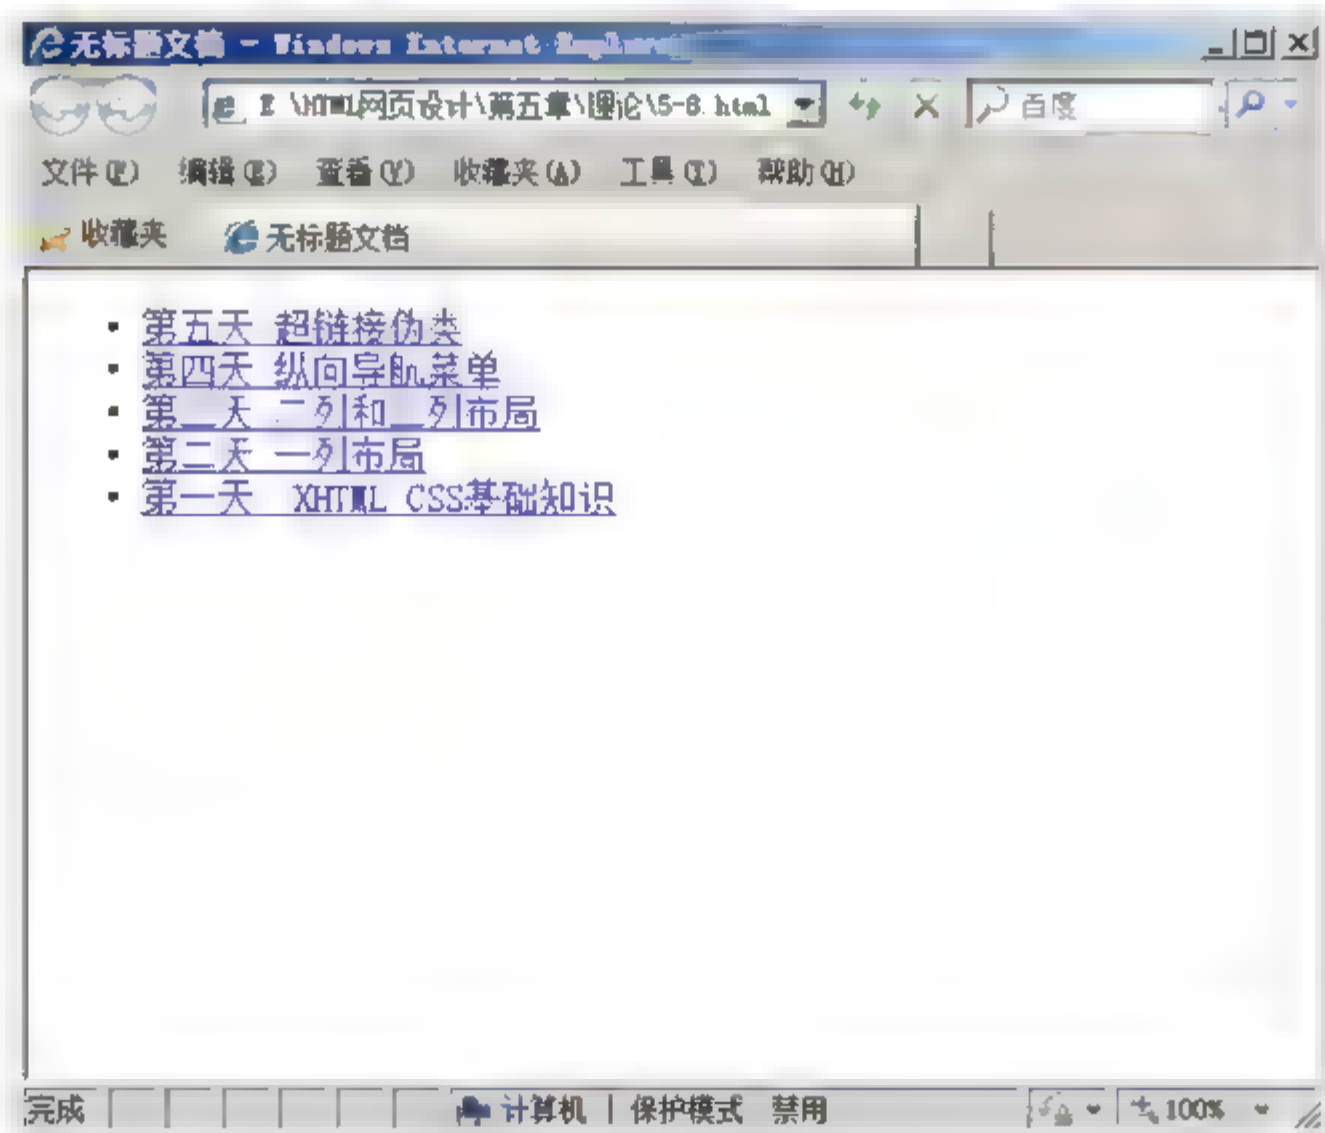 无标题文档 - Windows Internet Explorer
E \HTML网页设计\第五章\理论\5-8.html 百度
文件(F) 编辑(E) 查看(V) 收藏夹(A) 工具(T) 帮助(H)
收藏夹 无标题文档
第五天 超链接伪类
第四天 纵向导航菜单
天 列和 列布局
第二天 一列布局
第一天 XHTML CSS基础知识
完成 计算机 | 保护模式 禁用 100%